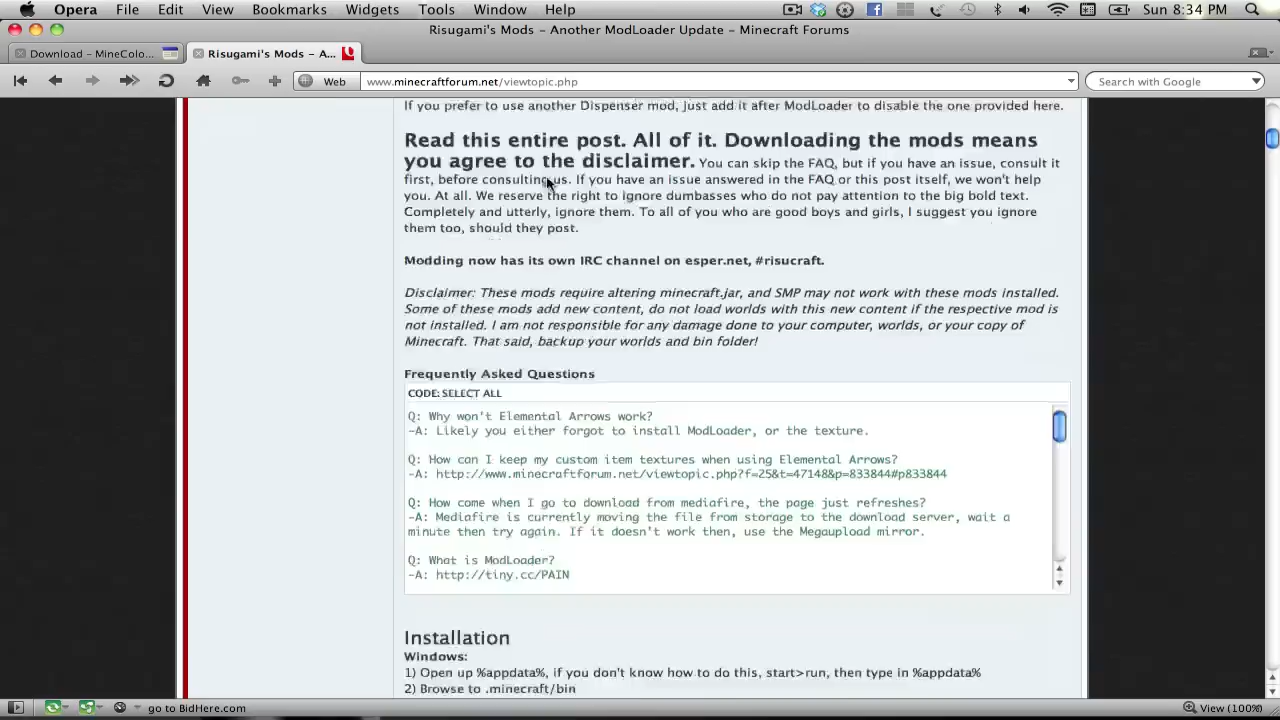 Opera File Edit View Bookmarks Widgets Tools Window Help Sun 8:34 PM
Risugami's Mods - Another ModLoader Update - Minecraft Forums
Download - MineColo... Risugami's Mods - A...
Web www.minecraftforum.net/viewtopic.php Search with Google
If you prefer to use another Dispenser mod, just add it after ModLoader to disable the one provided here.
Read this entire post. All of it. Downloading the mods means
you agree to the disclaimer. You can skip the FAQ, but if you have an issue, consult it
first, before consulting us. If you have an issue answered in the FAQ or this post itself, we won't help
you. At all. We reserve the right to ignore dumbasses who do not pay attention to the big bold text.
Completely and utterly, ignore them. To all of you who are good boys and girls, I suggest you ignore
them too, should they post.
Modding now has its own IRC channel on esper.net, #risucraft.
Disclaimer: These mods require altering minecraft.jar, and SMP may not work with these mods installed.
Some of these mods add new content, do not load worlds with this new content if the respective mod is
not installed. I am not responsible for any damage done to your computer, worlds, or your copy of
Minecraft. That said, backup your worlds and bin folder!
Frequently Asked Questions
CODE: SELECT ALL
Q: Why won't Elemental Arrows work?
-A: Likely you either forgot to install ModLoader, or the texture.
Q: How can I keep my custom item textures when using Elemental Arrows?
-A: http://www.minecraftforum.net/viewtopic.php?f=25&t=47148&p=833844#p833844
Q: How come when I go to download from mediafire, the page just refreshes?
-A: Mediafire is currently moving the file from storage to the download server, wait a
minute then try again. If it doesn't work then, use the Megaupload mirror.
Q: What is ModLoader?
-A: http://tiny.cc/PAIN
Installation
Windows:
1) Open up %appdata%, if you don't know how to do this, start>run, then type in %appdata%
2) Browse to .minecraft/bin
go to BidHere.com View (100%)